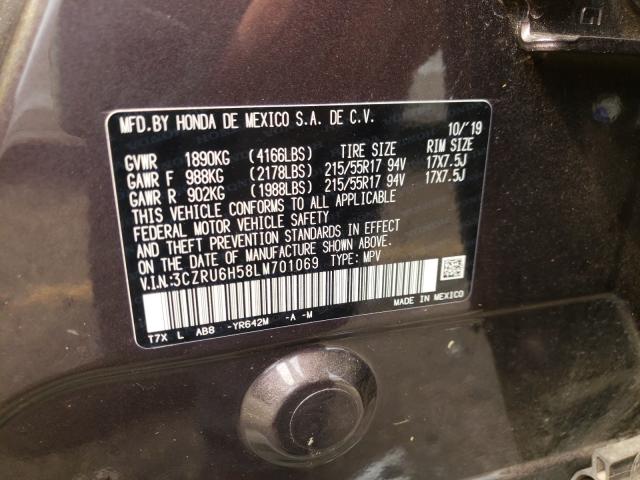 MFD.BY HONDA DE MEXICO S.A. DE C.V. 10/'19
GVWR 1890KG (4166LBS) TIRE SIZE RIM SIZE
GAWR F 988KG (2178LBS) 215/55R17 94V 17X7.5J
GAWR R 902KG (1988LBS) 215/55R17 94V 17X7.5J
THIS VEHICLE CONFORMS TO ALL APPLICABLE
FEDERAL MOTOR VEHICLE SAFETY
AND THEFT PREVENTION STANDARDS IN EFFECT
ON THE DATE OF MANUFACTURE SHOWN ABOVE.
V.I.N:3CZRU6H58LM701069 TYPE: MPV
MADE IN MEXICO
T7X L AB8 -YR642M -A -M